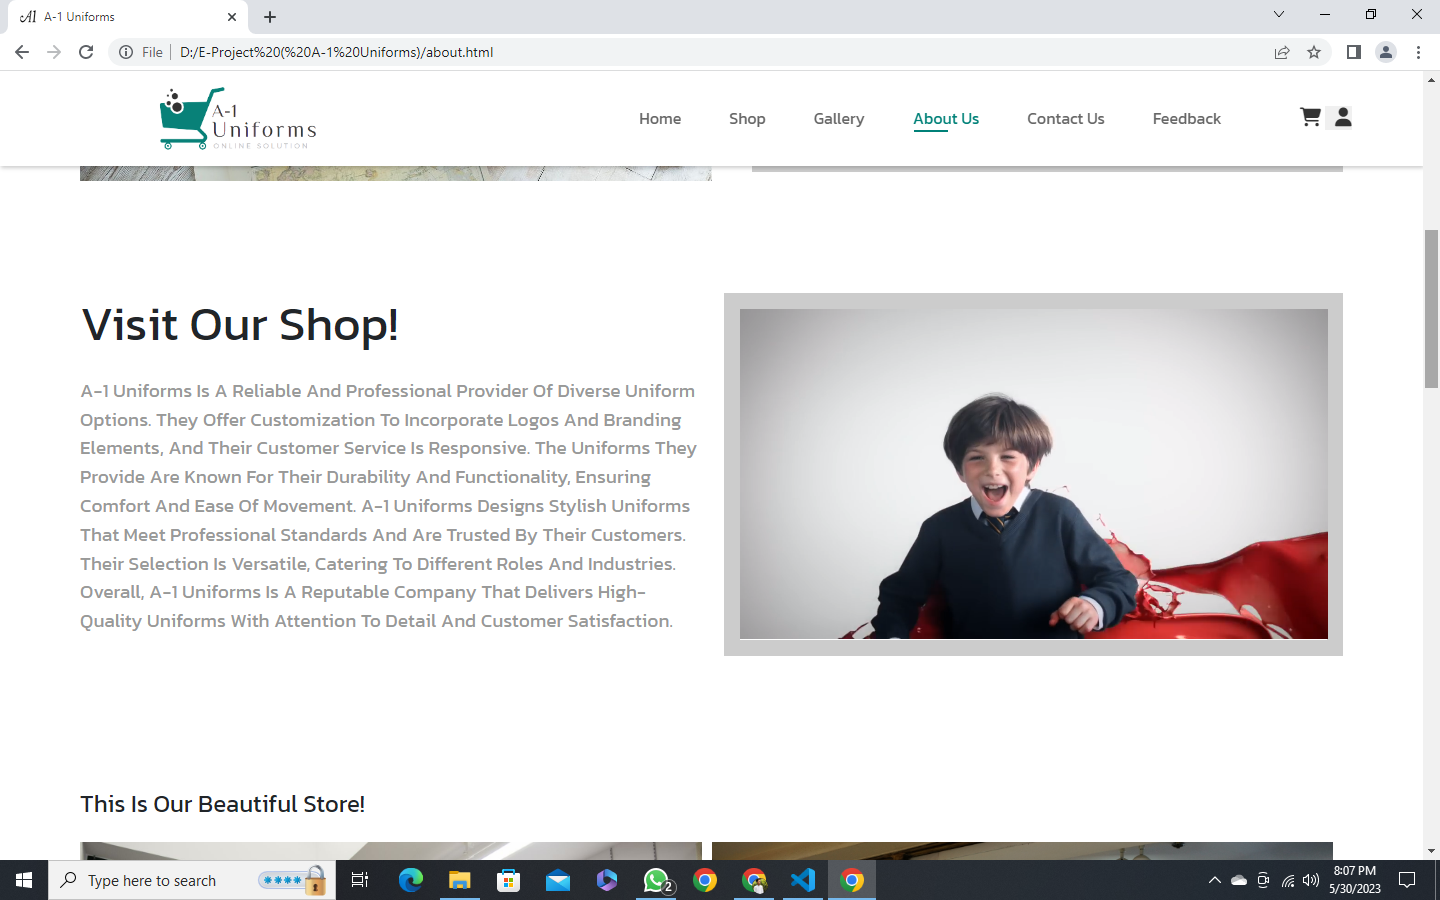 A-1 Uniforms
File
D:/E-Project%20(%20A-1%20Uniforms)/about.html
A-1
Uniforms
ONLINE SOLUTION
Home
Shop
Gallery
About Us
Contact Us
Feedback
Visit Our Shop!
A-1 Uniforms Is A Reliable And Professional Provider Of Diverse Uniform
Options. They Offer Customization To Incorporate Logos And Branding
Elements, And Their Customer Service Is Responsive. The Uniforms They
Provide Are Known For Their Durability And Functionality, Ensuring
Comfort And Ease Of Movement. A-1 Uniforms Designs Stylish Uniforms
That Meet Professional Standards And Are Trusted By Their Customers.
Their Selection Is Versatile, Catering To Different Roles And Industries.
Overall, A-1 Uniforms Is A Reputable Company That Delivers High-
Quality Uniforms With Attention To Detail And Customer Satisfaction.
This Is Our Beautiful Store!
Type here to search
2
8:07 PM
5/30/2023